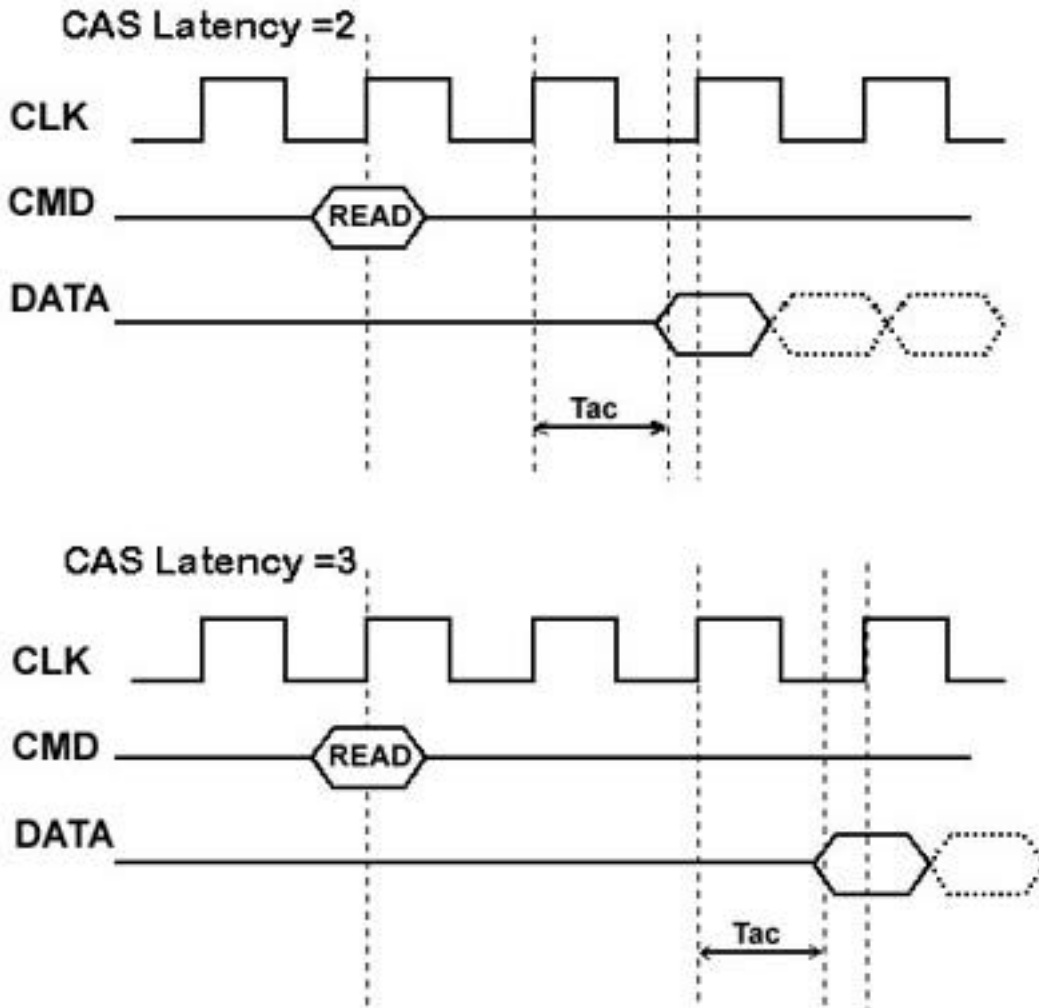 CAS Latency =2
CLK
CMD
READ
DATA
Tac
CAS Latency =3
CLK
CMD
READ
DATA
Tac